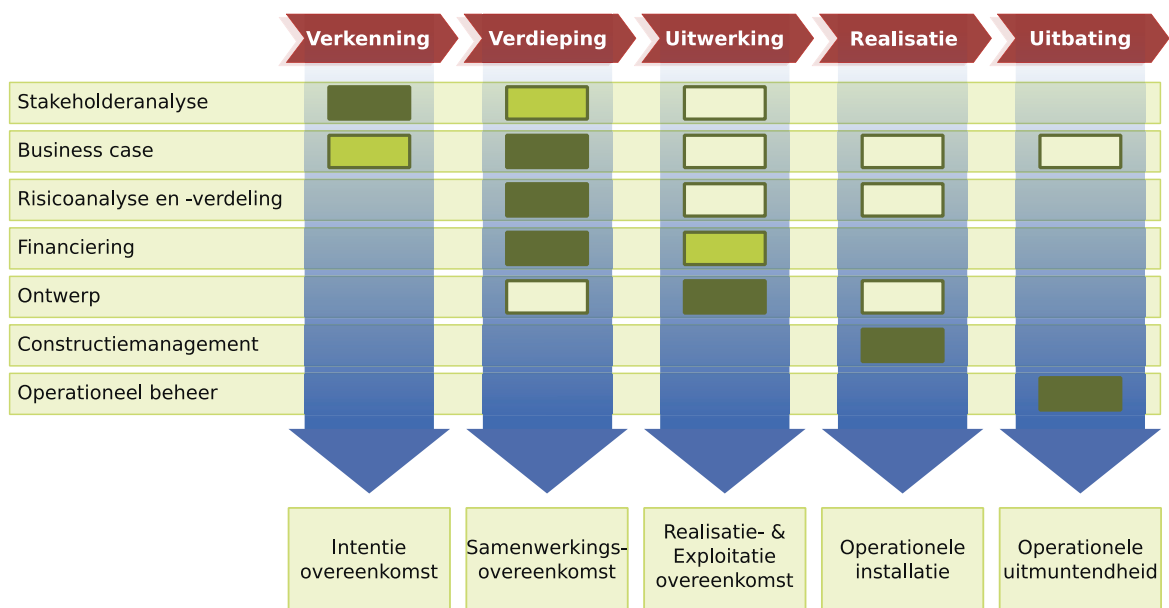 Verkenning
Verdieping
Uitwerking
Realisatie
Uitbating
Stakeholderanalyse
Business case
Risicoanalyse en -verdeling
Financiering
Ontwerp
Constructiemanagement
Operationeel beheer
Intentie
overeenkomst
Samenwerkings-
overeenkomst
Realisatie- &
Exploitatie
overeenkomst
Operationele
installatie
Operationele
uitmuntendheid